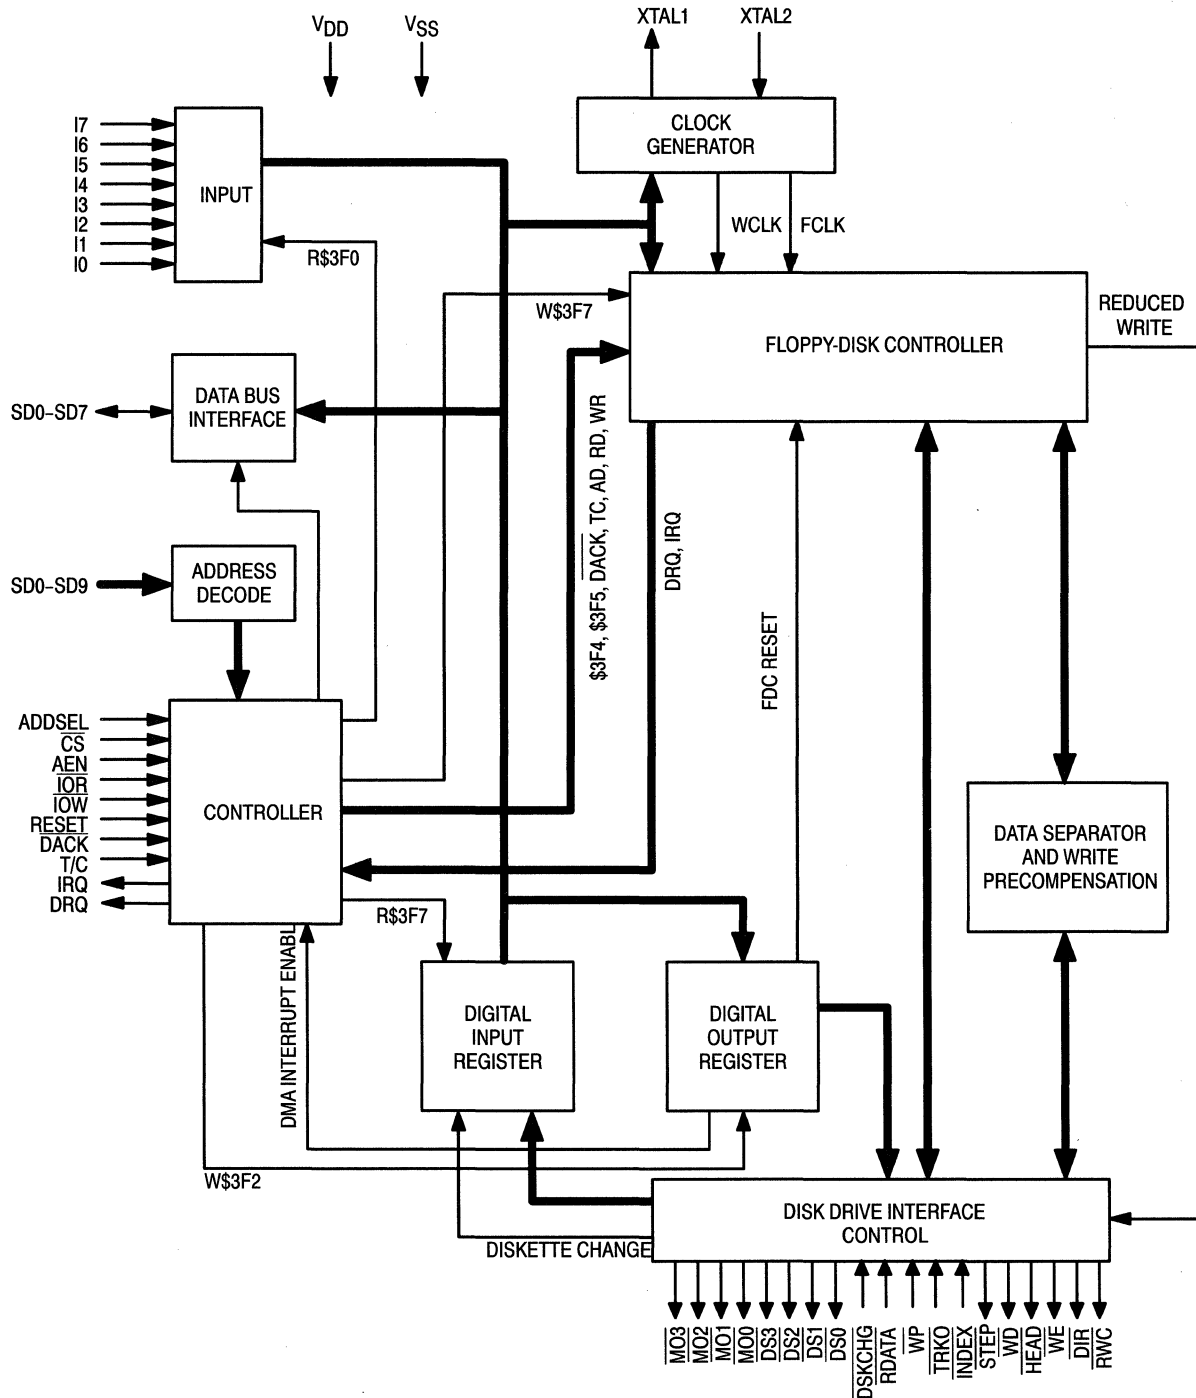 VDD
VSS
XTAL1
XTAL2
CLOCK
GENERATOR
I7
I6
I5
I4
I3
I2
I1
I0
INPUT
R$3F0
WCLK
FCLK
W$3F7
FLOPPY-DISK CONTROLLER
REDUCED
WRITE
SD0-SD7
DATA BUS
INTERFACE
$3F4, $3F5, DACK, TC, AD, RD, WR
DRQ, IRQ
SD0-SD9
ADDRESS
DECODE
FDC RESET
ADDSEL
CS
AEN
IOR
IOW
RESET
DACK
T/C
IRQ
DRQ
CONTROLLER
DATA SEPARATOR
AND WRITE
PRECOMPENSATION
R$3F7
DMA INTERRUPT ENABL
DIGITAL
INPUT
REGISTER
DIGITAL
OUTPUT
REGISTER
W$3F2
DISKETTE CHANGE
DISK DRIVE INTERFACE
CONTROL
MO3
MO2
MO1
MO0
DS3
DS2
DS1
DS0
DSKCHG
RDATA
WP
TRKO
INDEX
STEP
WD
HEAD
WE
DIR
RWC